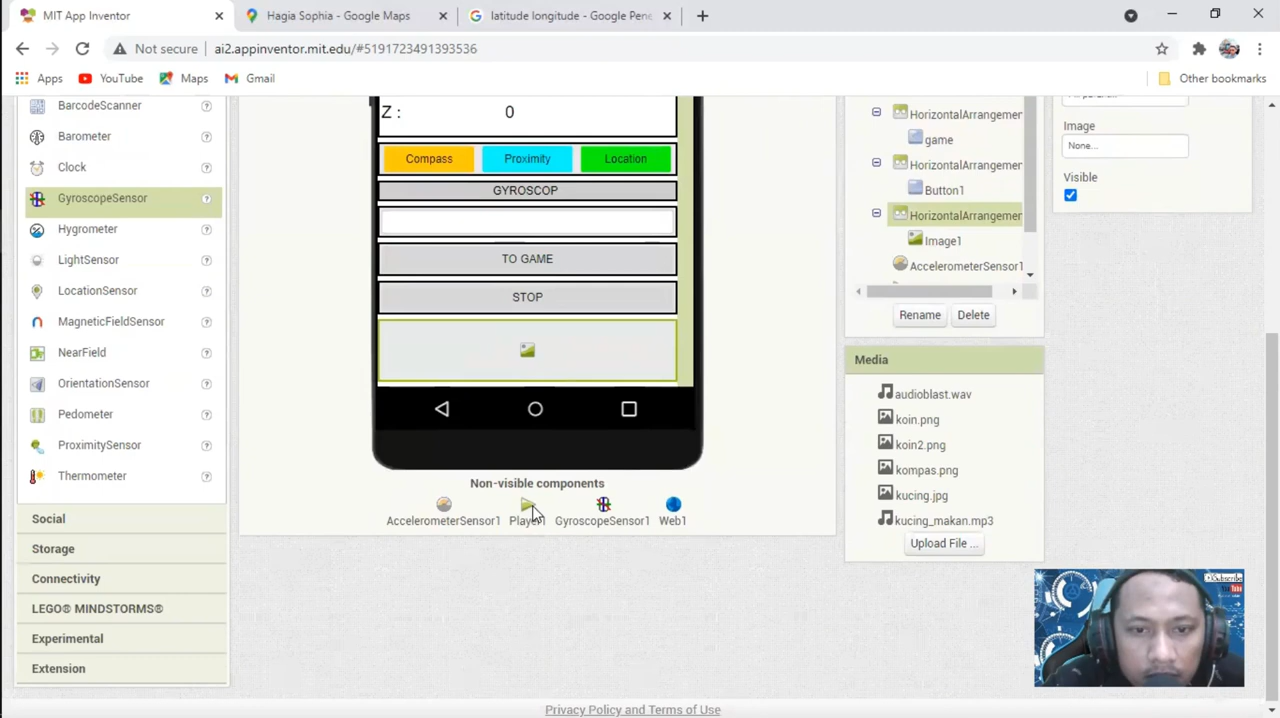 MIT App Inventor
Hagia Sophia - Google Maps
latitude longitude - Google Pene
Not secure
ai2.appinventor.mit.edu/#5191723491393536
Apps
YouTube
Maps
Gmail
Other bookmarks
BarcodeScanner
Barometer
Clock
GyroscopeSensor
Hygrometer
LightSensor
LocationSensor
MagneticFieldSensor
NearField
OrientationSensor
Pedometer
ProximitySensor
Thermometer
Social
Storage
Connectivity
LEGO® MINDSTORMS®
Experimental
Extension
Z : 0
Compass Proximity Location
GYROSCOP
TO GAME
STOP
Non-visible components
AccelerometerSensor1 Player1 GyroscopeSensor1 Web1
HorizontalArrangemer
game
HorizontalArrangemer
Button1
HorizontalArrangemer
Image1
AccelerometerSensor1
Rename Delete
Media
audioblast.wav
koin.png
koin2.png
kompas.png
kucing.jpg
kucing_makan.mp3
Upload File ...
Image
None...
Visible
Subscribe
Privacy Policy and Terms of Use